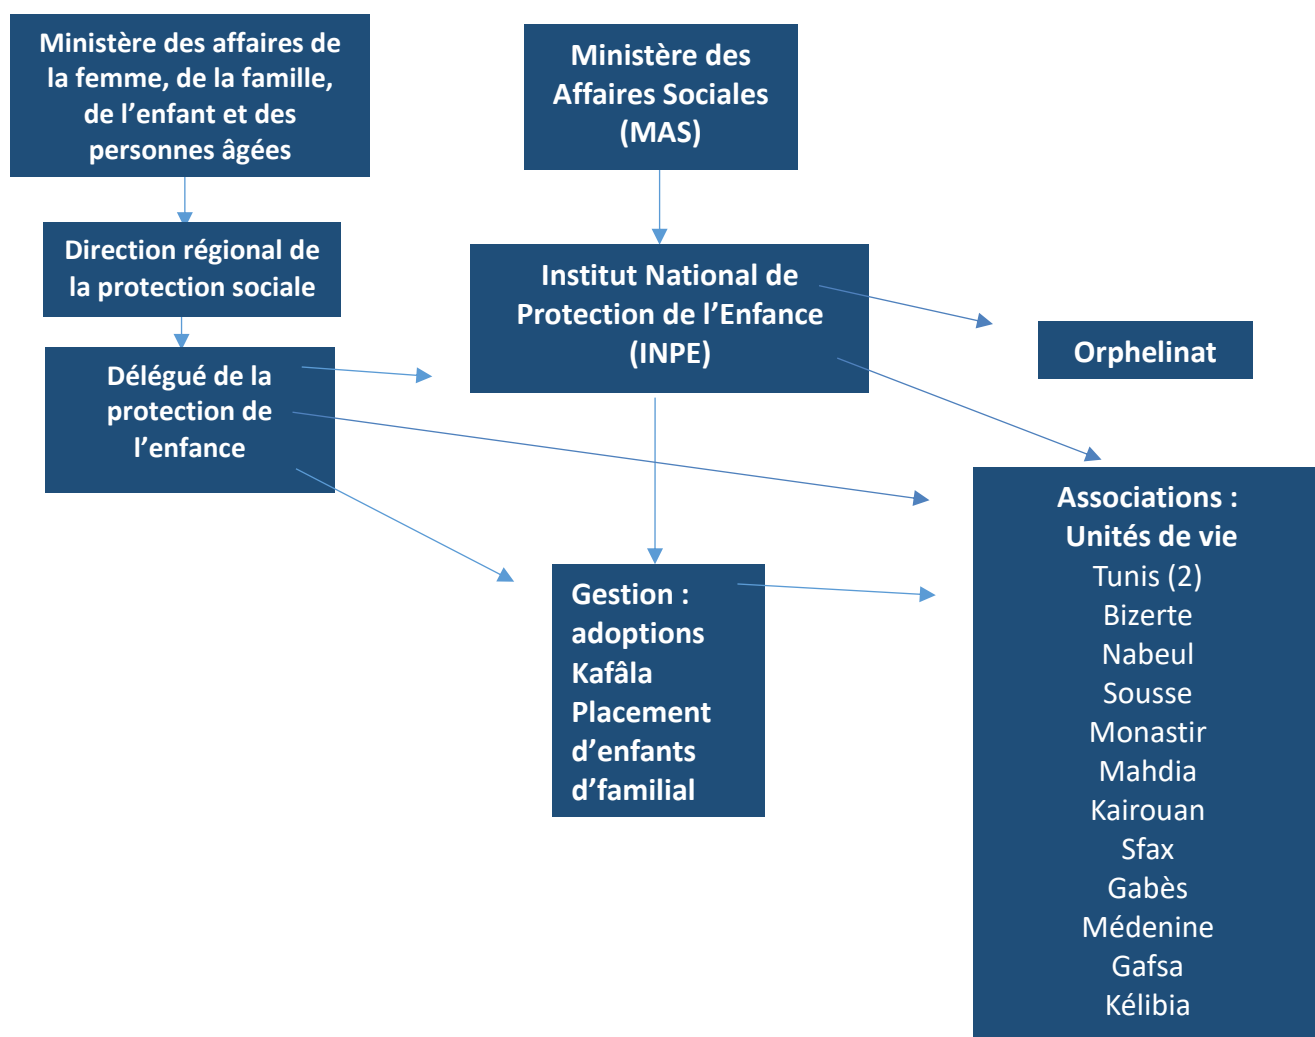 Ministère des affaires de
la femme, de la famille,
de l’enfant et des
personnes âgées
Ministère des
Affaires Sociales
(MAS)
Direction régional de
la protection sociale
Institut National de
Protection de l’Enfance
(INPE)
Orphelinat
Délégué de la
protection de
l’enfance
Associations :
Unités de vie
Tunis (2)
Bizerte
Nabeul
Sousse
Monastir
Mahdia
Kairouan
Sfax
Gabès
Médenine
Gafsa
Kélibia
Gestion :
adoptions
Kafâla
Placement
d’enfants
d’familial